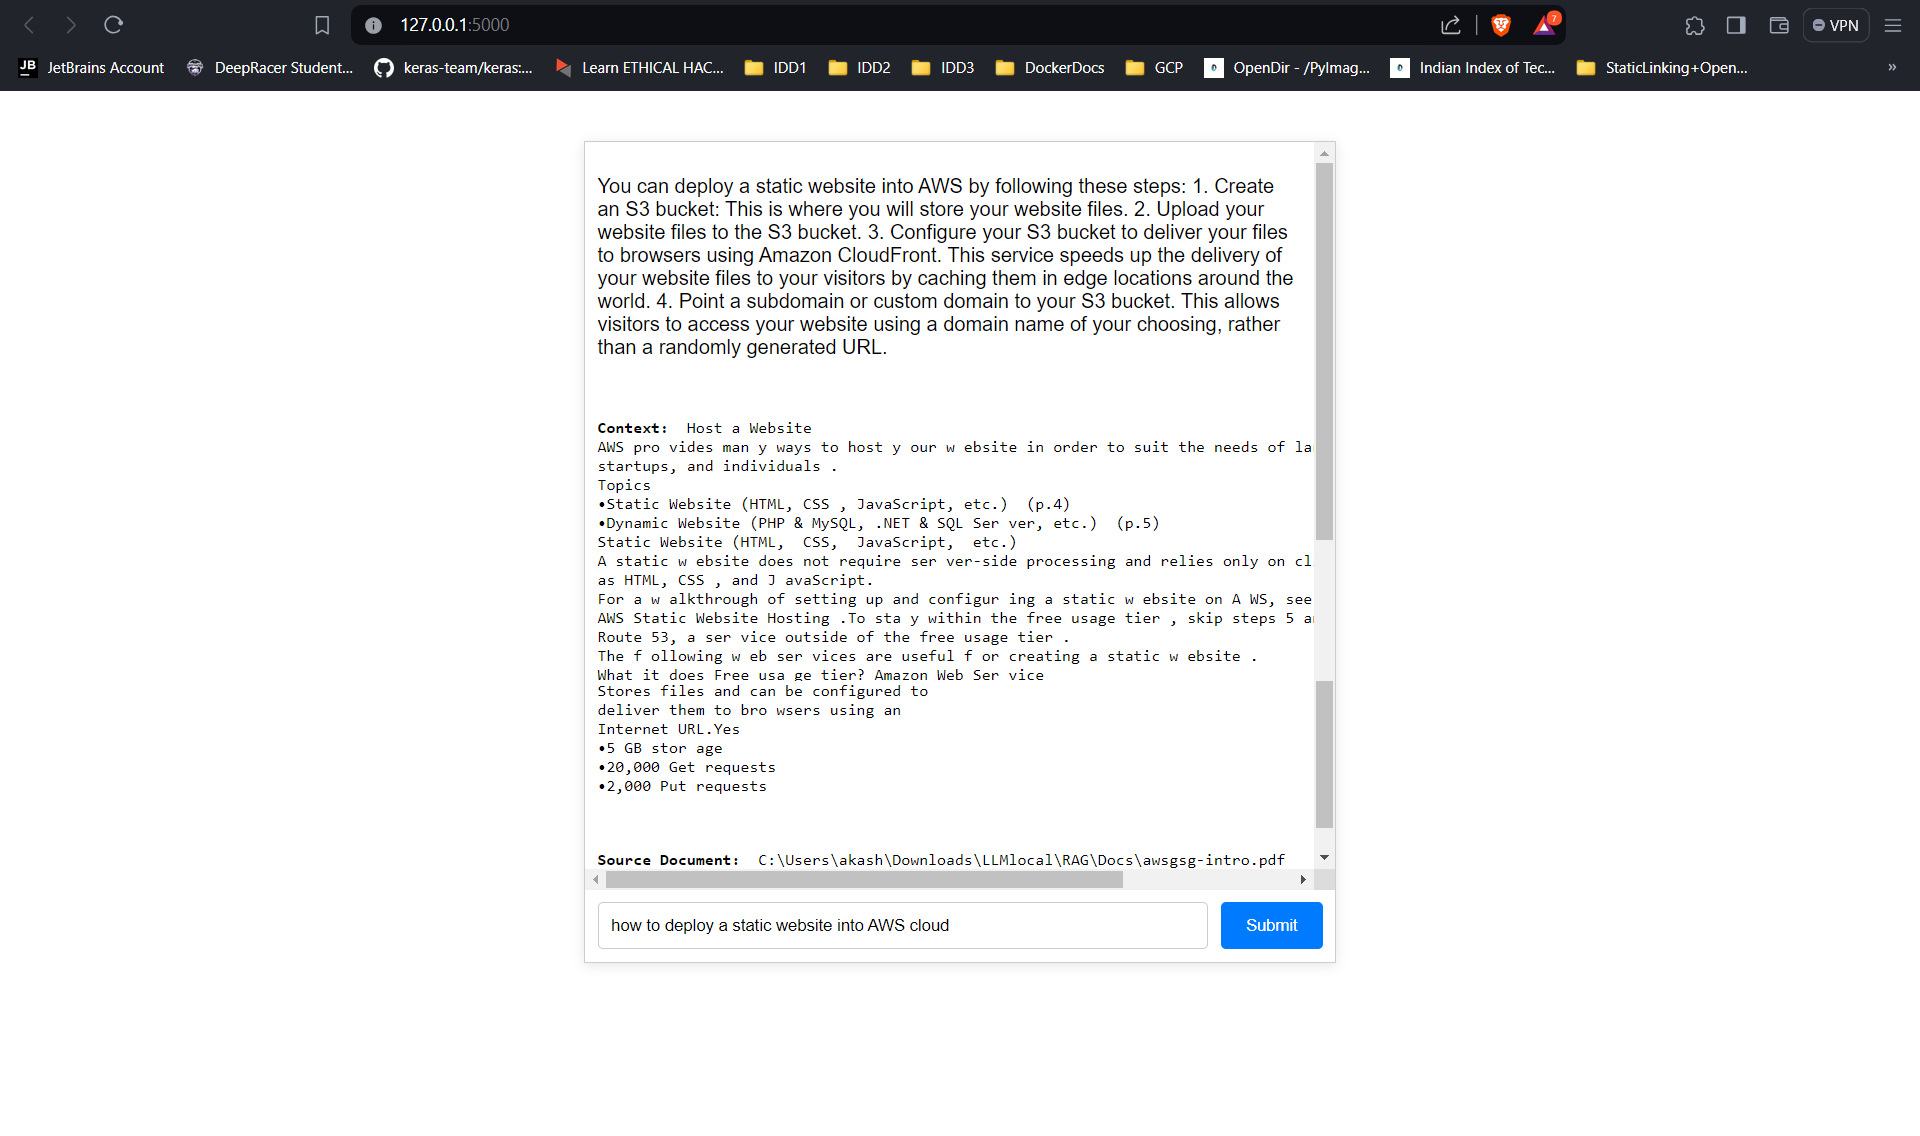 127.0.0.1:5000
7
VPN
JB
JetBrains Account
DeepRacer Student...
keras-team/keras:...
Learn ETHICAL HAC...
IDD1
IDD2
IDD3
DockerDocs
GCP
OpenDir - /PyImag...
Indian Index of Tec...
StaticLinking+Open...
»
You can deploy a static website into AWS by following these steps: 1. Create
an S3 bucket: This is where you will store your website files. 2. Upload your
website files to the S3 bucket. 3. Configure your S3 bucket to deliver your files
to browsers using Amazon CloudFront. This service speeds up the delivery of
your website files to your visitors by caching them in edge locations around the
world. 4. Point a subdomain or custom domain to your S3 bucket. This allows
visitors to access your website using a domain name of your choosing, rather
than a randomly generated URL.
Context:  Host a Website
AWS pro vides man y ways to host y our w ebsite in order to suit the needs of la
startups, and individuals .
Topics
•Static Website (HTML, CSS , JavaScript, etc.)  (p.4)
•Dynamic Website (PHP & MySQL, .NET & SQL Ser ver, etc.)  (p.5)
Static Website (HTML,  CSS,  JavaScript,  etc.)
A static w ebsite does not require ser ver-side processing and relies only on cl
as HTML, CSS , and J avaScript.
For a w alkthrough of setting up and configur ing a static w ebsite on A WS, see
AWS Static Website Hosting .To sta y within the free usage tier , skip steps 5 a
Route 53, a ser vice outside of the free usage tier .
The f ollowing w eb ser vices are useful f or creating a static w ebsite .
What it does Free usa ge tier? Amazon Web Ser vice
Stores files and can be configured to
deliver them to bro wsers using an
Internet URL.Yes
•5 GB stor age
•20,000 Get requests
•2,000 Put requests
Source Document:  C:\Users\akash\Downloads\LLMlocal\RAG\Docs\awsgsg-intro.pdf
how to deploy a static website into AWS cloud
Submit